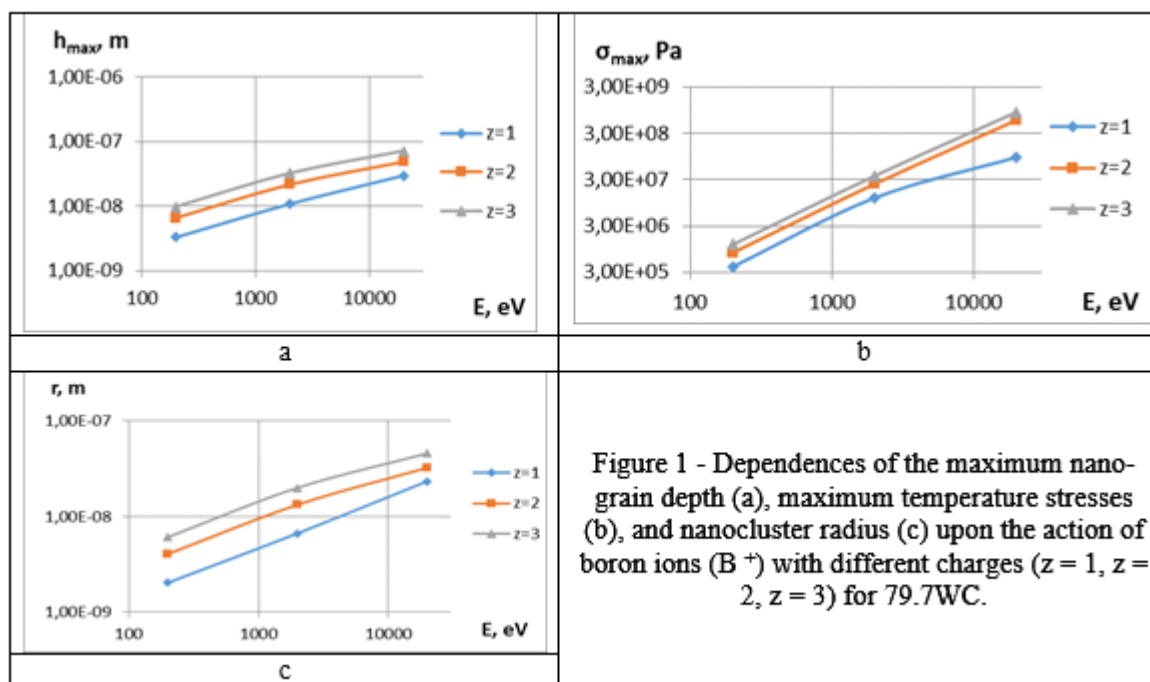 h_max, m
1,00E-06
1,00E-07
1,00E-08
1,00E-09
100 1000 10000
E, eV
z=1
z=2
z=3
a
σ_max, Pa
3,00E+09
3,00E+08
3,00E+07
3,00E+06
3,00E+05
100 1000 10000
E, eV
z=1
z=2
z=3
b
r, m
1,00E-07
1,00E-08
1,00E-09
100 1000 10000
E, eV
z=1
z=2
z=3
c
Figure 1 - Dependences of the maximum nano-
grain depth (a), maximum temperature stresses
(b), and nanocluster radius (c) upon the action of
boron ions (B ⁺) with different charges (z = 1, z =
2, z = 3) for 79.7WC.